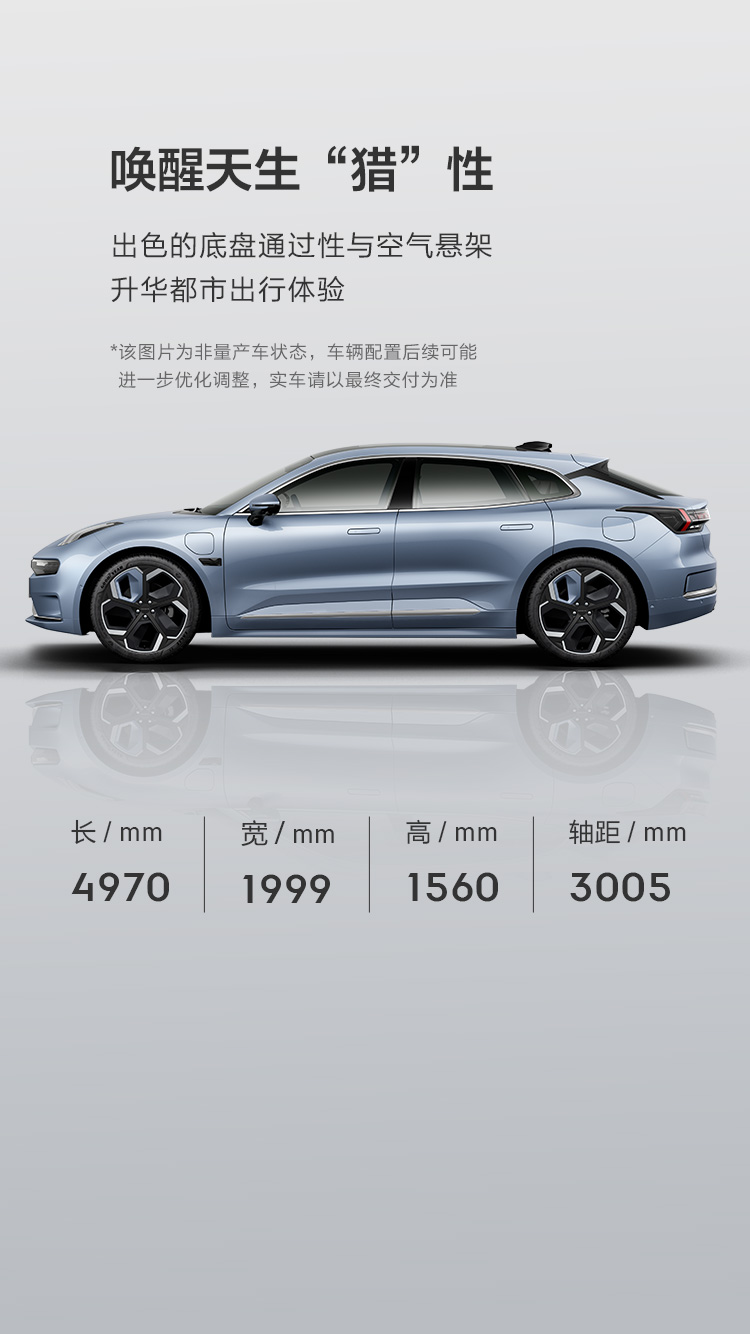 唤醒天生“猎”性
出色的底盘通过性与空气悬架
升华都市出行体验
*该图片为非量产车状态，车辆配置后续可能
进一步优化调整，实车请以最终交付为准
长 / mm 宽 / mm 高 / mm 轴距 / mm
4970 1999 1560 3005